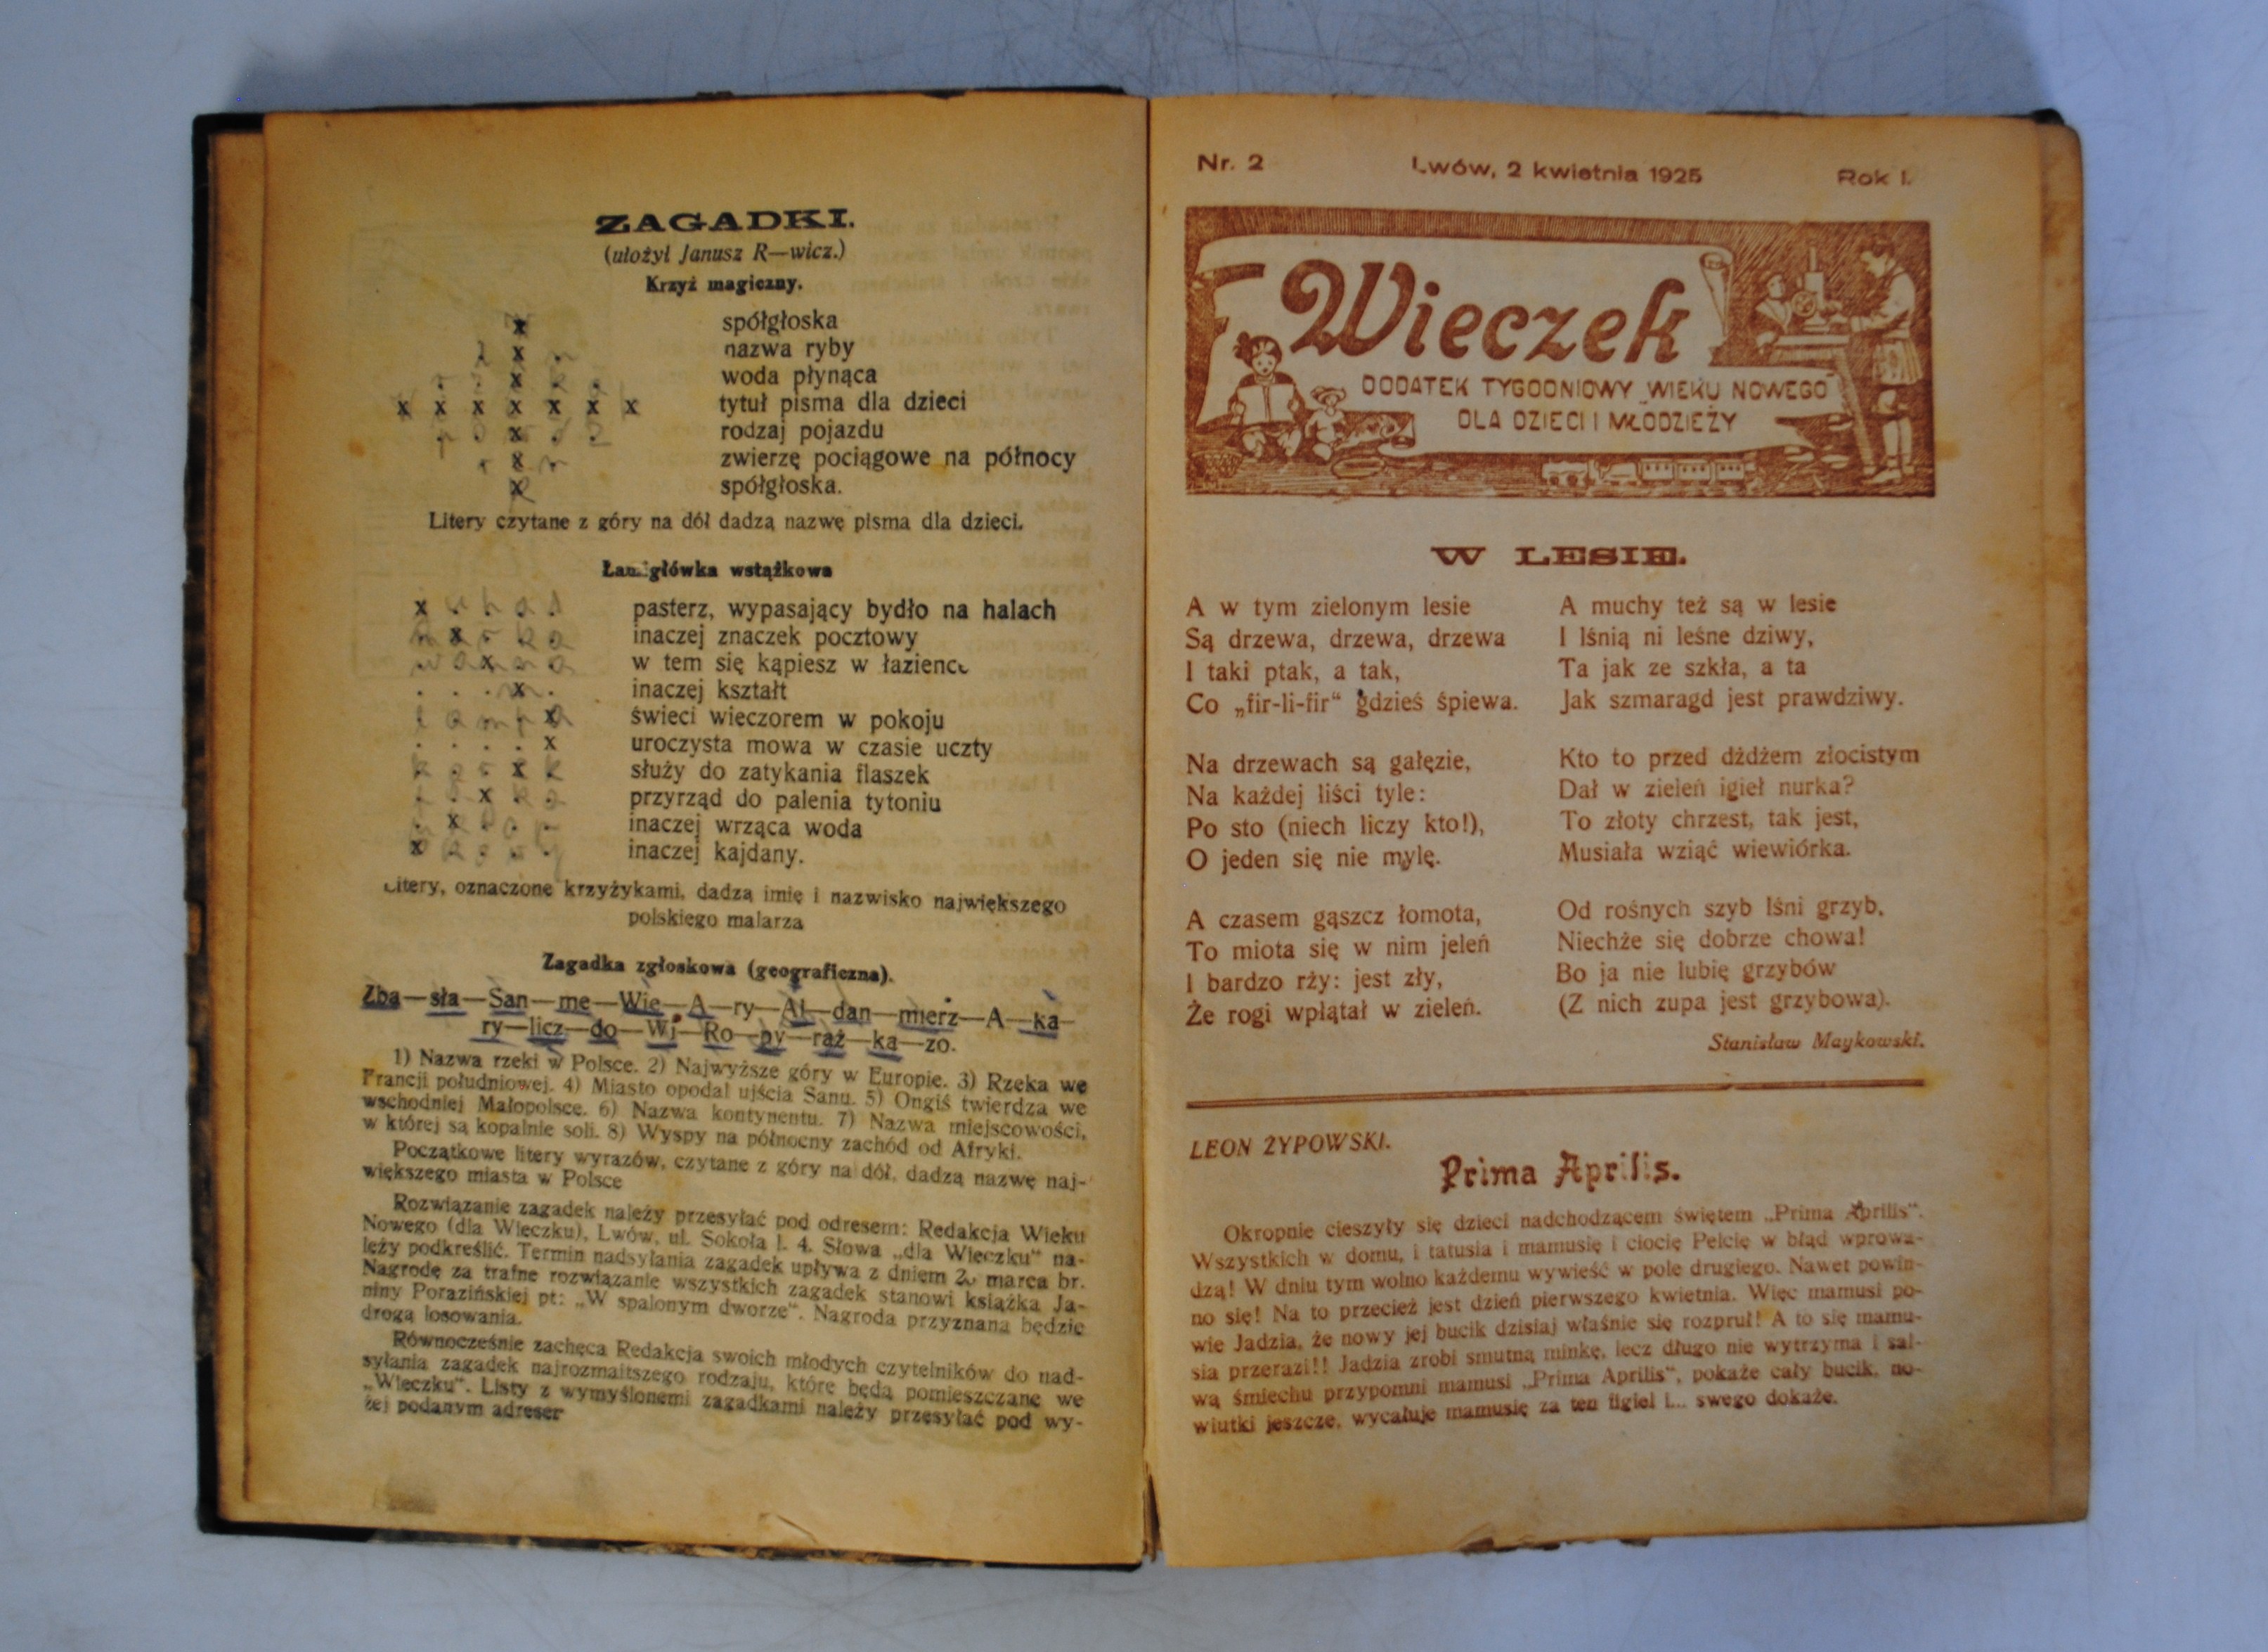 ZAGADKI.
(ułożył Janusz R—wicz.)
Krzyż magiczny.
x spółgłoska
x . nazwa ryby
. . x . . woda płynąca
x x x x x x x tytuł pisma dla dzieci
. . x . . rodzaj pojazdu
. x . zwierzę pociągowe na północy
x spółgłoska.
Litery czytane z góry na dół dadzą nazwę pisma dla dzieci.
Łamigłówka wstążkowa
x . . . . pasterz, wypasający bydło na halach
. x . . . inaczej znaczek pocztowy
. . x . . w tem się kąpiesz w łazience
. . . x . inaczej kształt
. . . . x świeci wieczorem w pokoju
. . . . x uroczysta mowa w czasie uczty
. . . x . służy do zatykania flaszek
. . x . . przyrząd do palenia tytoniu
. x . . . inaczej wrząca woda
x . . . . inaczej kajdany.
Litery, oznaczone krzyżykami, dadzą imię i nazwisko największego
polskiego malarza
Zagadka zgłoskowa (geograficzna).
Zba—sła—San—me—Wie—A—ry—Al—dan—mierz—A—ka—
ry—licz—do—Wi—Ro—py—raż—ka—zo.
1) Nazwa rzeki w Polsce. 2) Najwyższe góry w Europie. 3) Rzeka we
Francji południowej. 4) Miasto opodal ujścia Sanu. 5) Ongiś twierdza we
wschodniej Małopolsce. 6) Nazwa kontynentu. 7) Nazwa miejscowości,
w której są kopalnie soli. 8) Wyspy na północny zachód od Afryki.
Początkowe litery wyrazów, czytane z góry na dół, dadzą nazwę naj-
większego miasta w Polsce
Rozwiązanie zagadek należy przesyłać pod odresem: Redakcja Wieku
Nowego (dla Wieczku), Lwów, ul. Sokoła l. 4. Słowa „dla Wieczku" na-
leży podkreślić. Termin nadsyłania zagadek upływa z dniem marca br.
Nagrodę za trafne rozwiązanie wszystkich zagadek stanowi książka Ja-
niny Porazińskiej pt: „W spalonym dworze". Nagroda przyznana będzie
drogą losowania.
Równocześnie zachęca Redakcja swoich młodych czytelników do nad-
syłania zagadek najrozmaitszego rodzaju, które będą pomieszczane we
„Wieczku". Listy z wymyślonemi zagadkami należy przesyłać pod wy-
żej podanym adreser
Nr. 2 Lwów, 2 kwietnia 1925 Rok I.
Wieczek
DODATEK TYGODNIOWY „WIEKU NOWEGO"
DLA DZIECI I MŁODZIEŻY
W LESIE.
A w tym zielonym lesie
Są drzewa, drzewa, drzewa
I taki ptak, a tak,
Co „fir-li-fir" gdzieś śpiewa.
Na drzewach są gałęzie,
Na każdej liści tyle:
Po sto (niech liczy kto!),
O jeden się nie mylę.
A czasem gąszcz łomota,
To miota się w nim jeleń
I bardzo rży: jest zły,
Że rogi wplątał w zieleń.
A muchy też są w lesie
I lśnią ni leśne dziwy,
Ta jak ze szkła, a ta
Jak szmaragd jest prawdziwy.
Kto to przed dżdżem złocistym
Dał w zieleń igieł nurka?
To złoty chrzest, tak jest,
Musiała wziąć wiewiórka.
Od rośnych szyb lśni grzyb,
Niechże się dobrze chowa!
Bo ja nie lubię grzybów
(Z nich zupa jest grzybowa).
Stanisław Maykowski.
LEON ŻYPOWSKI.
Prima Aprilis.
Okropnie cieszyły się dzieci nadchodzącem świętem „Prima Aprilis".
Wszystkich w domu, i tatusia i mamusię i ciocię Pelcię w błąd wprowa-
dzą! W dniu tym wolno każdemu wywieść w pole drugiego. Nawet powin-
no się! Na to przecież jest dzień pierwszego kwietnia. Więc mamusi po-
wie Jadzia, że nowy jej bucik dzisiaj właśnie się rozpruł! A to się mamu-
sia przerazi!! Jadzia zrobi smutną minkę, lecz długo nie wytrzyma i sal-
wą śmiechu przypomni mamusi „Prima Aprilis", pokaże cały bucik, no-
wiutki jeszcze, wycałuje mamusię za ten figiel i... swego dokaże.